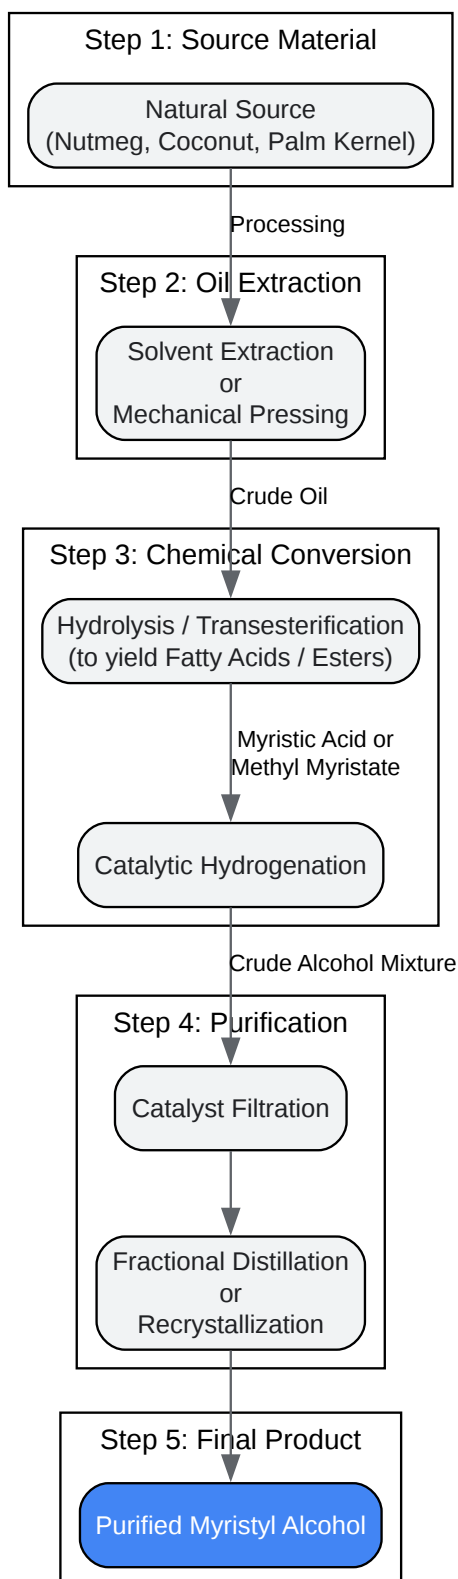 Step 1: Source Material
Natural Source
(Nutmeg, Coconut, Palm Kernel)
Processing
Step 2: Oil Extraction
Solvent Extraction
or
Mechanical Pressing
Crude Oil
Step 3: Chemical Conversion
Hydrolysis / Transesterification
(to yield Fatty Acids / Esters)
Myristic Acid or
Methyl Myristate
Catalytic Hydrogenation
Crude Alcohol Mixture
Step 4: Purification
Catalyst Filtration
Fractional Distillation
or
Recrystallization
Step 5: Final Product
Purified Myristyl Alcohol